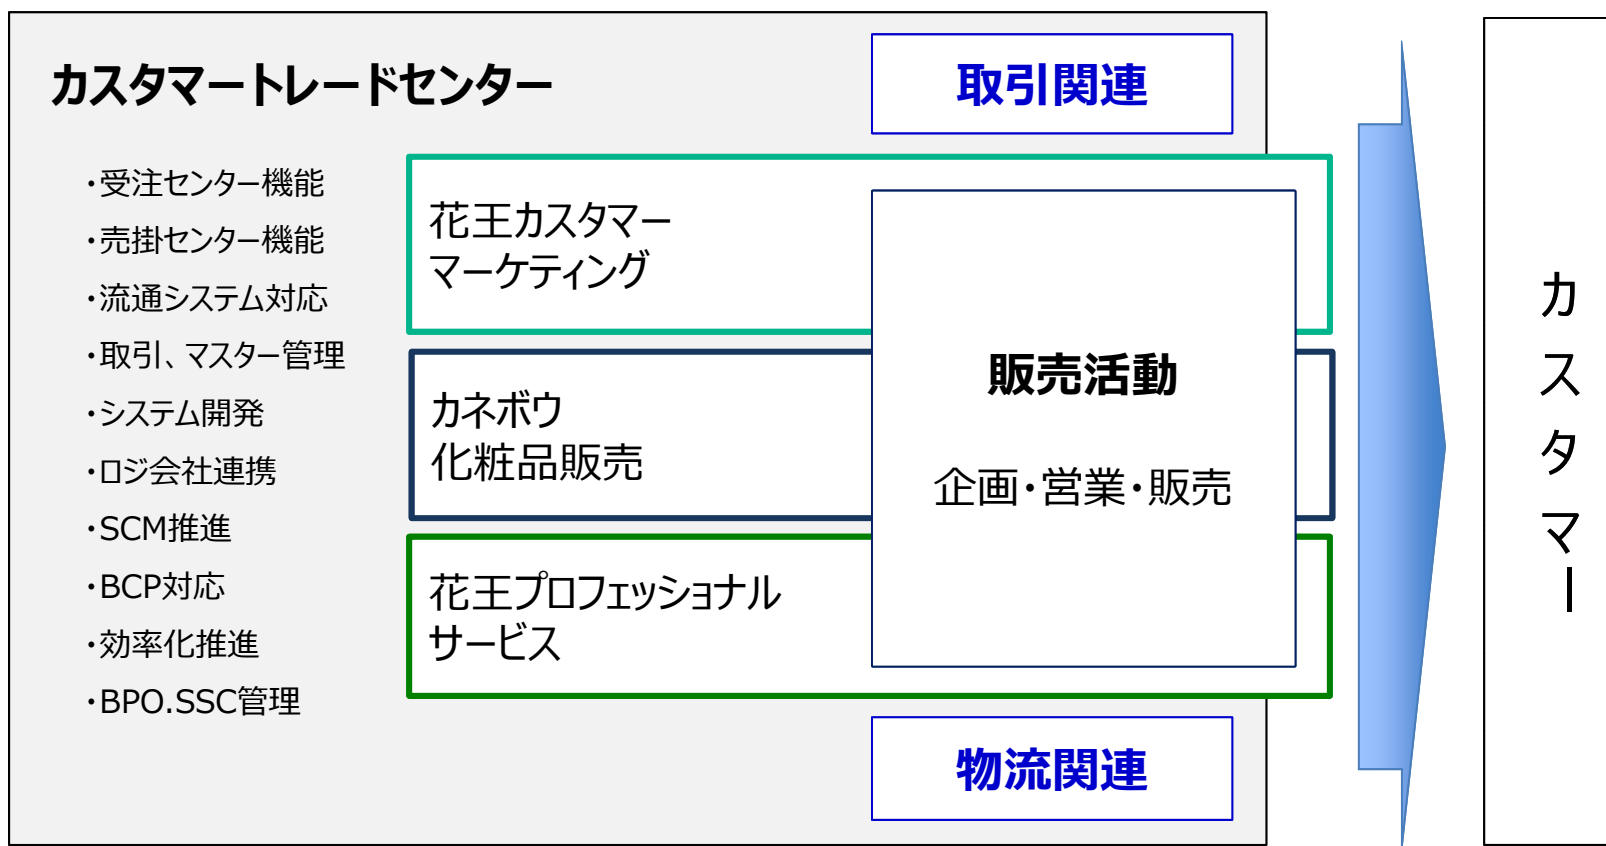 カスタマートレードセンター
取引関連
・受注センター機能
・売掛センター機能
・流通システム対応
・取引、マスター管理
・システム開発
・ロジ会社連携
・SCM推進
・BCP対応
・効率化推進
・BPO.SSC管理
花王カスタマー
マーケティング
カネボウ
化粧品販売
花王プロフェッショナル
サービス
販売活動
企画・営業・販売
物流関連
カスタマー